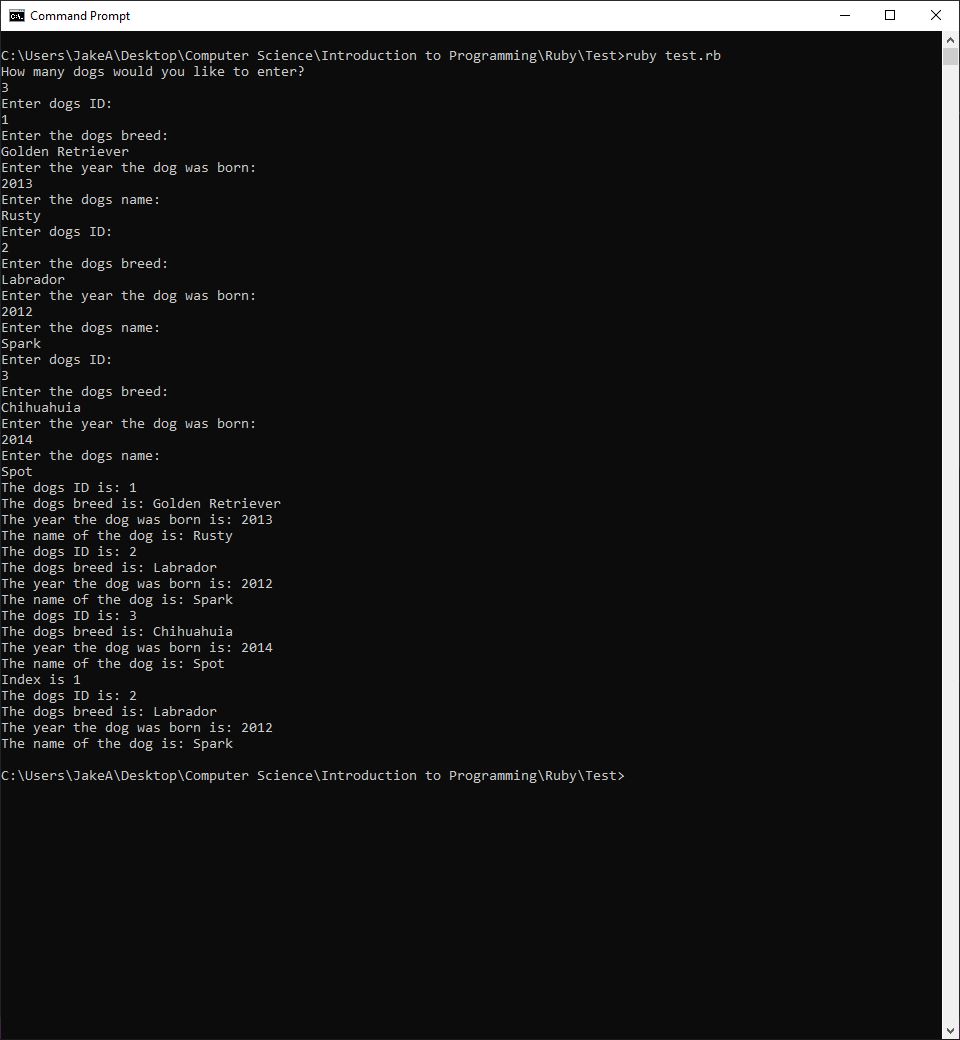 Command Prompt
C:\Users\JakeA\Desktop\Computer Science\Introduction to Programming\Ruby\Test>ruby test.rb
How many dogs would you like to enter?
3
Enter dogs ID:
1
Enter the dogs breed:
Golden Retriever
Enter the year the dog was born:
2013
Enter the dogs name:
Rusty
Enter dogs ID:
2
Enter the dogs breed:
Labrador
Enter the year the dog was born:
2012
Enter the dogs name:
Spark
Enter dogs ID:
3
Enter the dogs breed:
Chihuahuia
Enter the year the dog was born:
2014
Enter the dogs name:
Spot
The dogs ID is: 1
The dogs breed is: Golden Retriever
The year the dog was born is: 2013
The name of the dog is: Rusty
The dogs ID is: 2
The dogs breed is: Labrador
The year the dog was born is: 2012
The name of the dog is: Spark
The dogs ID is: 3
The dogs breed is: Chihuahuia
The year the dog was born is: 2014
The name of the dog is: Spot
Index is 1
The dogs ID is: 2
The dogs breed is: Labrador
The year the dog was born is: 2012
The name of the dog is: Spark
C:\Users\JakeA\Desktop\Computer Science\Introduction to Programming\Ruby\Test>